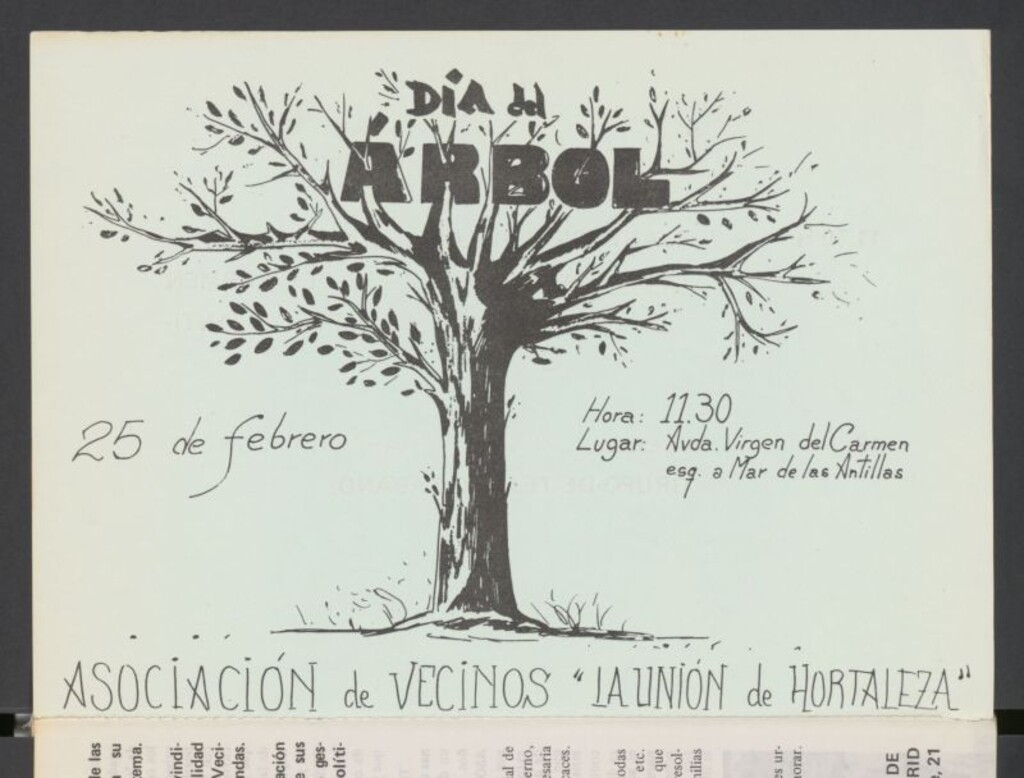 DÍA del
ÁRBOL
25 de febrero
Hora: 11.30
Lugar: Avda. Virgen del Carmen
esq. a Mar de las Antillas
ASOCIACIÓN de VECINOS "LA UNIÓN de HORTALEZA"